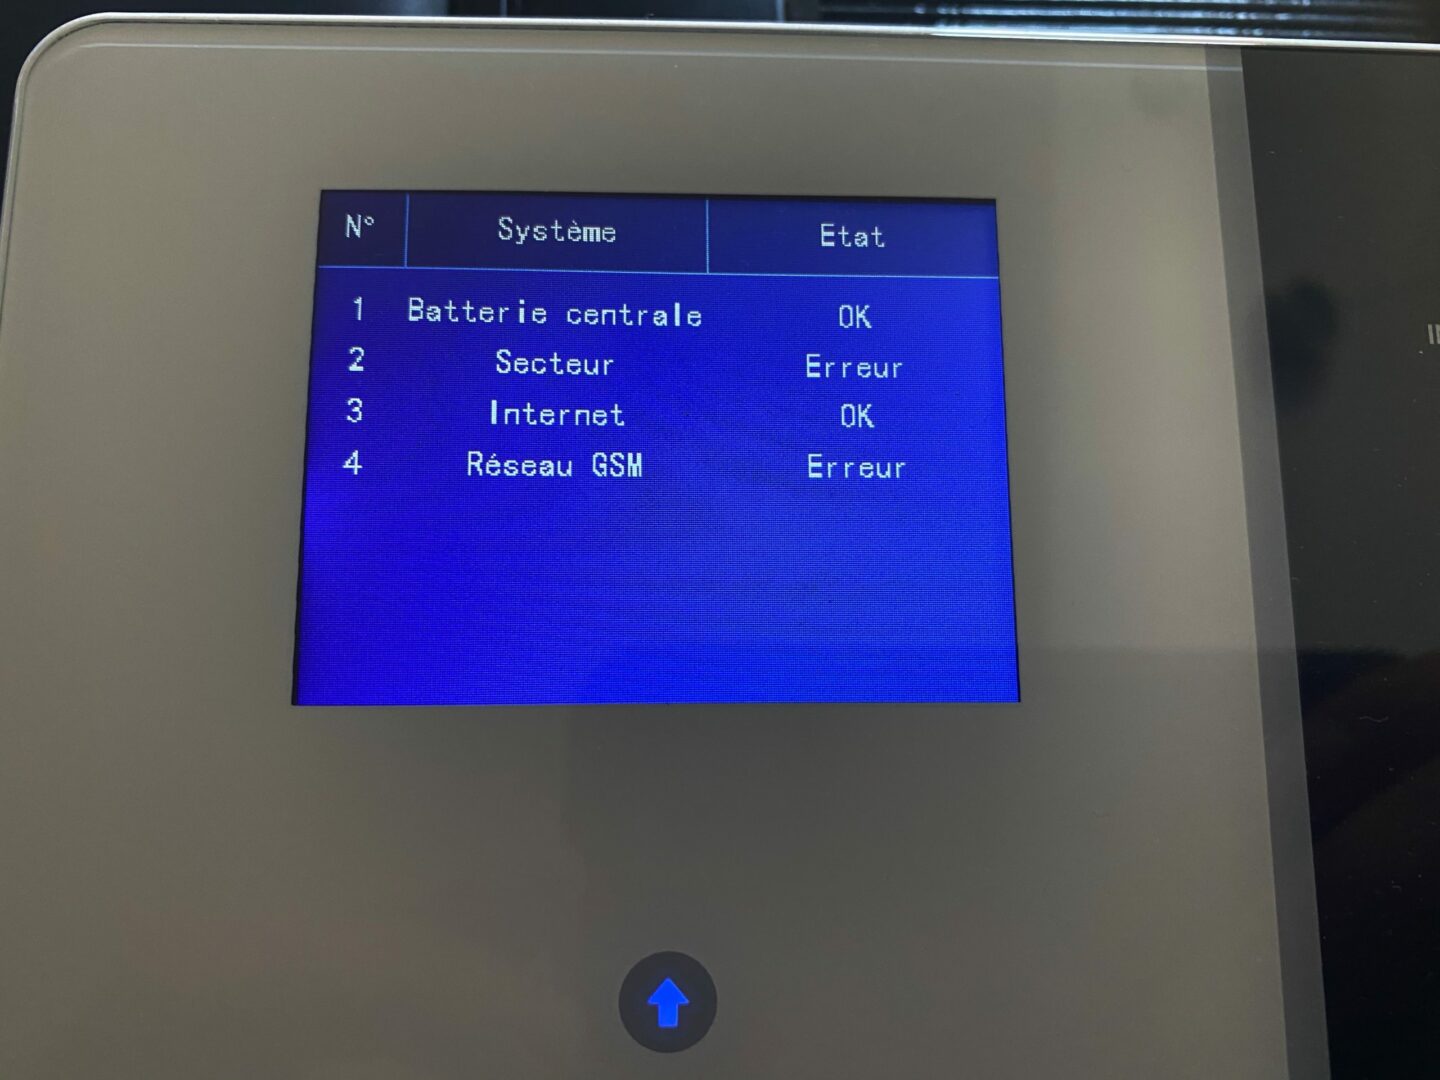 N° Système Etat
1 Batterie centrale OK
2 Secteur Erreur
3 Internet OK
4 Réseau GSM Erreur